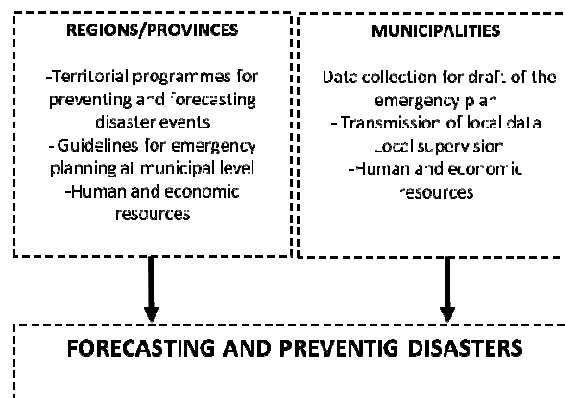 REGIONS/PROVINCES
-Territorial programmes for
preventing and forecasting
disaster events
- Guidelines for emergency
planning at municipal level
-Human and economic
resources
MUNICIPALITIES
Data collection for draft of the
emergency plan
- Transmission of local data
Local supervision
-Human and economic
resources
FORECASTING AND PREVENTIG DISASTERS